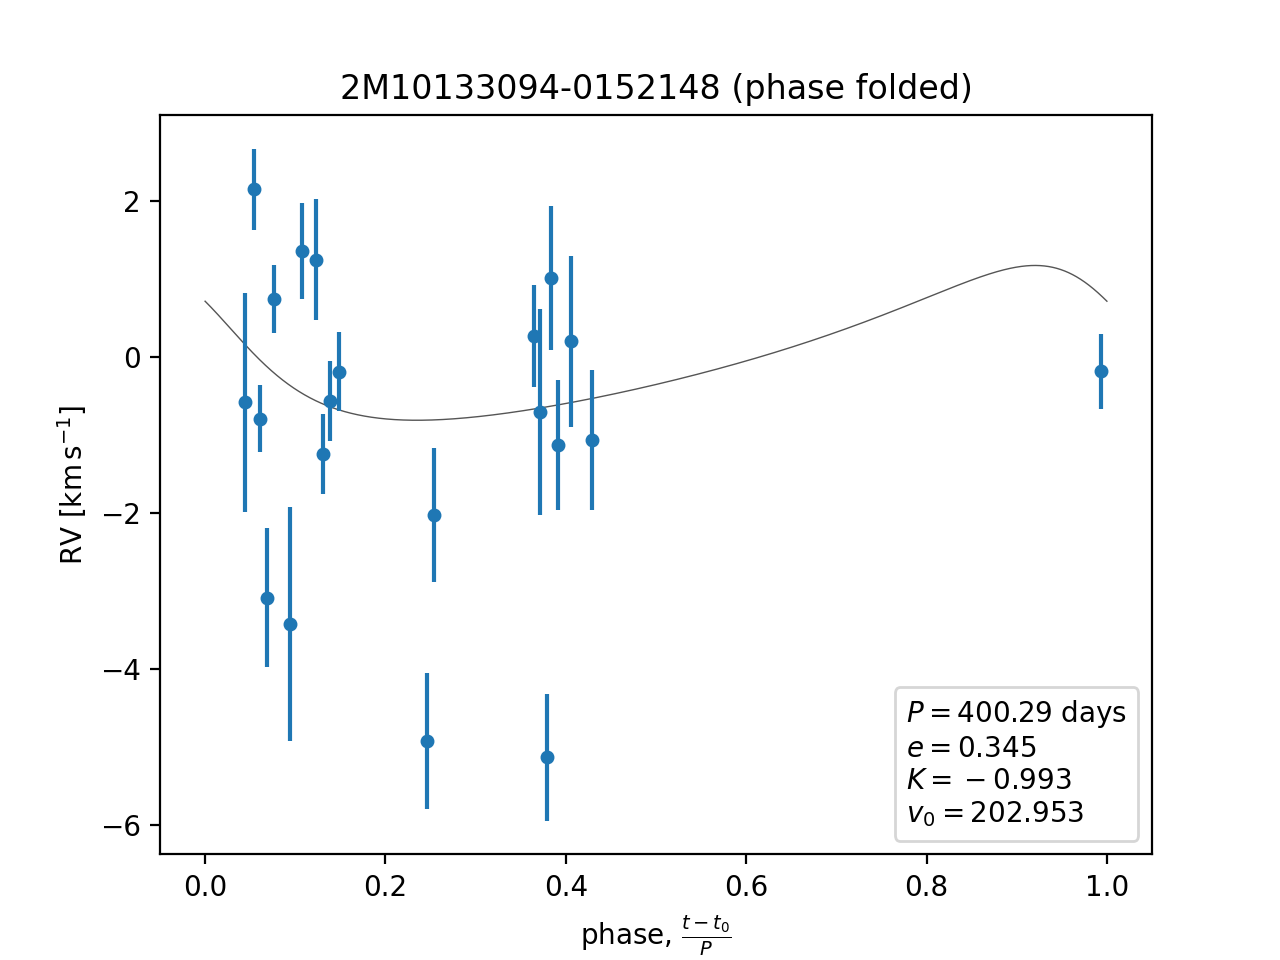 2M10133094-0152148 (phase folded)
RV [km s⁻¹]
2
0
−2
−4
−6
P = 400.29 days
e = 0.345
K = −0.993
v₀ = 202.953
0.0 0.2 0.4 0.6 0.8 1.0
phase, (t − t₀)/P